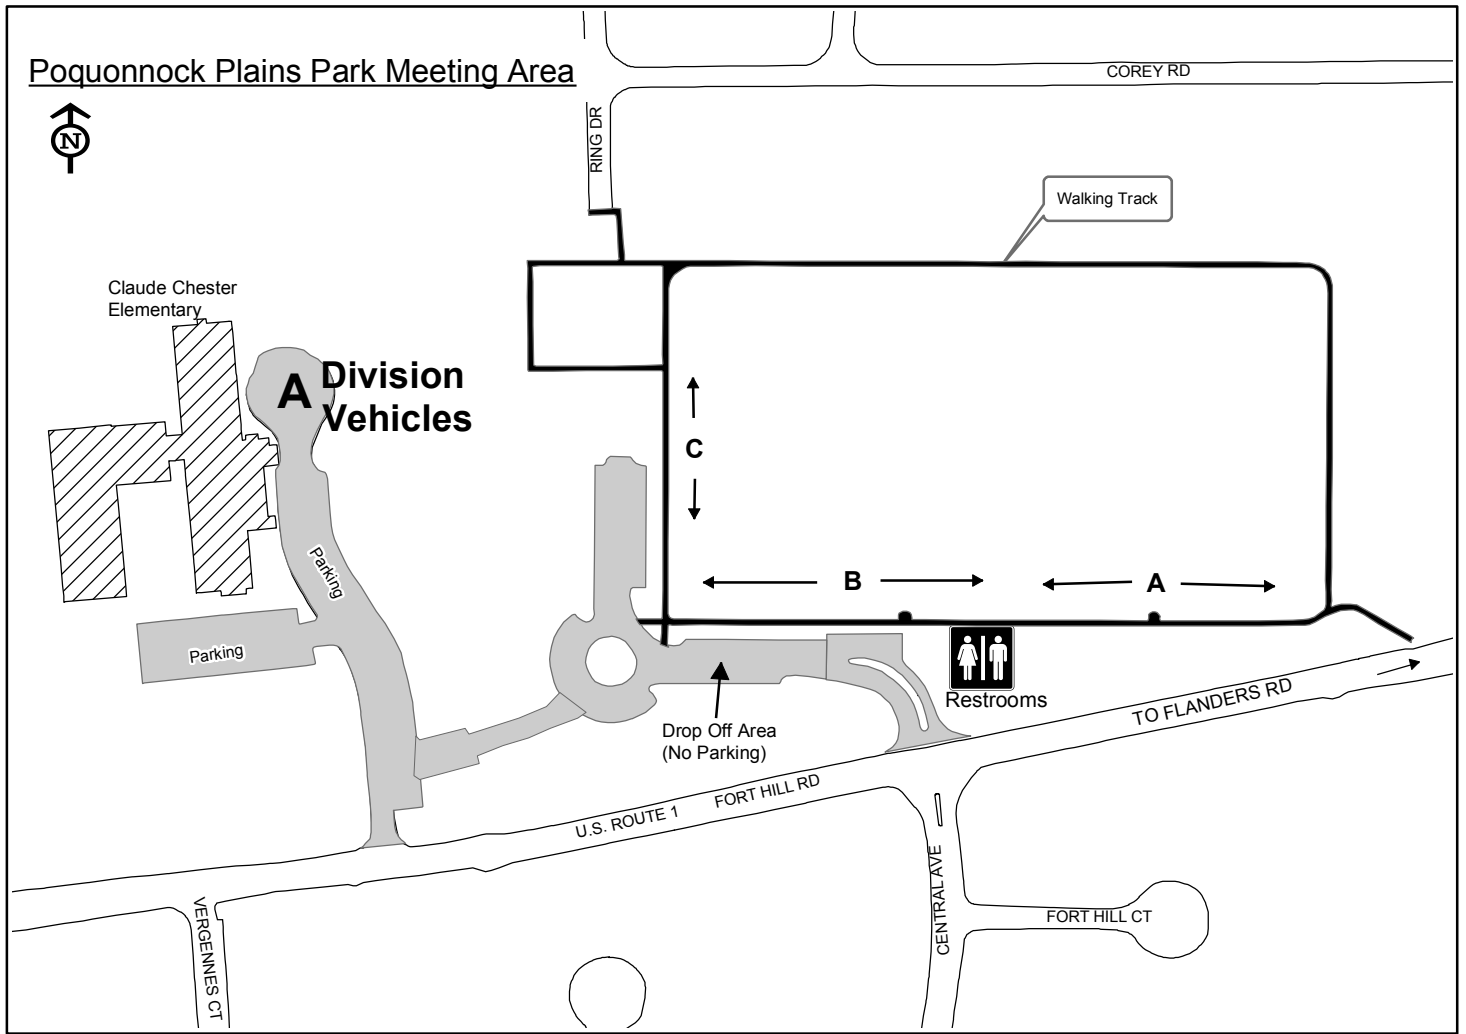 Poquonnock Plains Park Meeting Area
N
COREY RD
RING DR
Walking Track
Claude Chester
Elementary
A
Division
Vehicles
C
B
A
Parking
Parking
Restrooms
Drop Off Area
(No Parking)
TO FLANDERS RD
U.S. ROUTE 1
FORT HILL RD
CENTRAL AVE
FORT HILL CT
VERGENNES CT